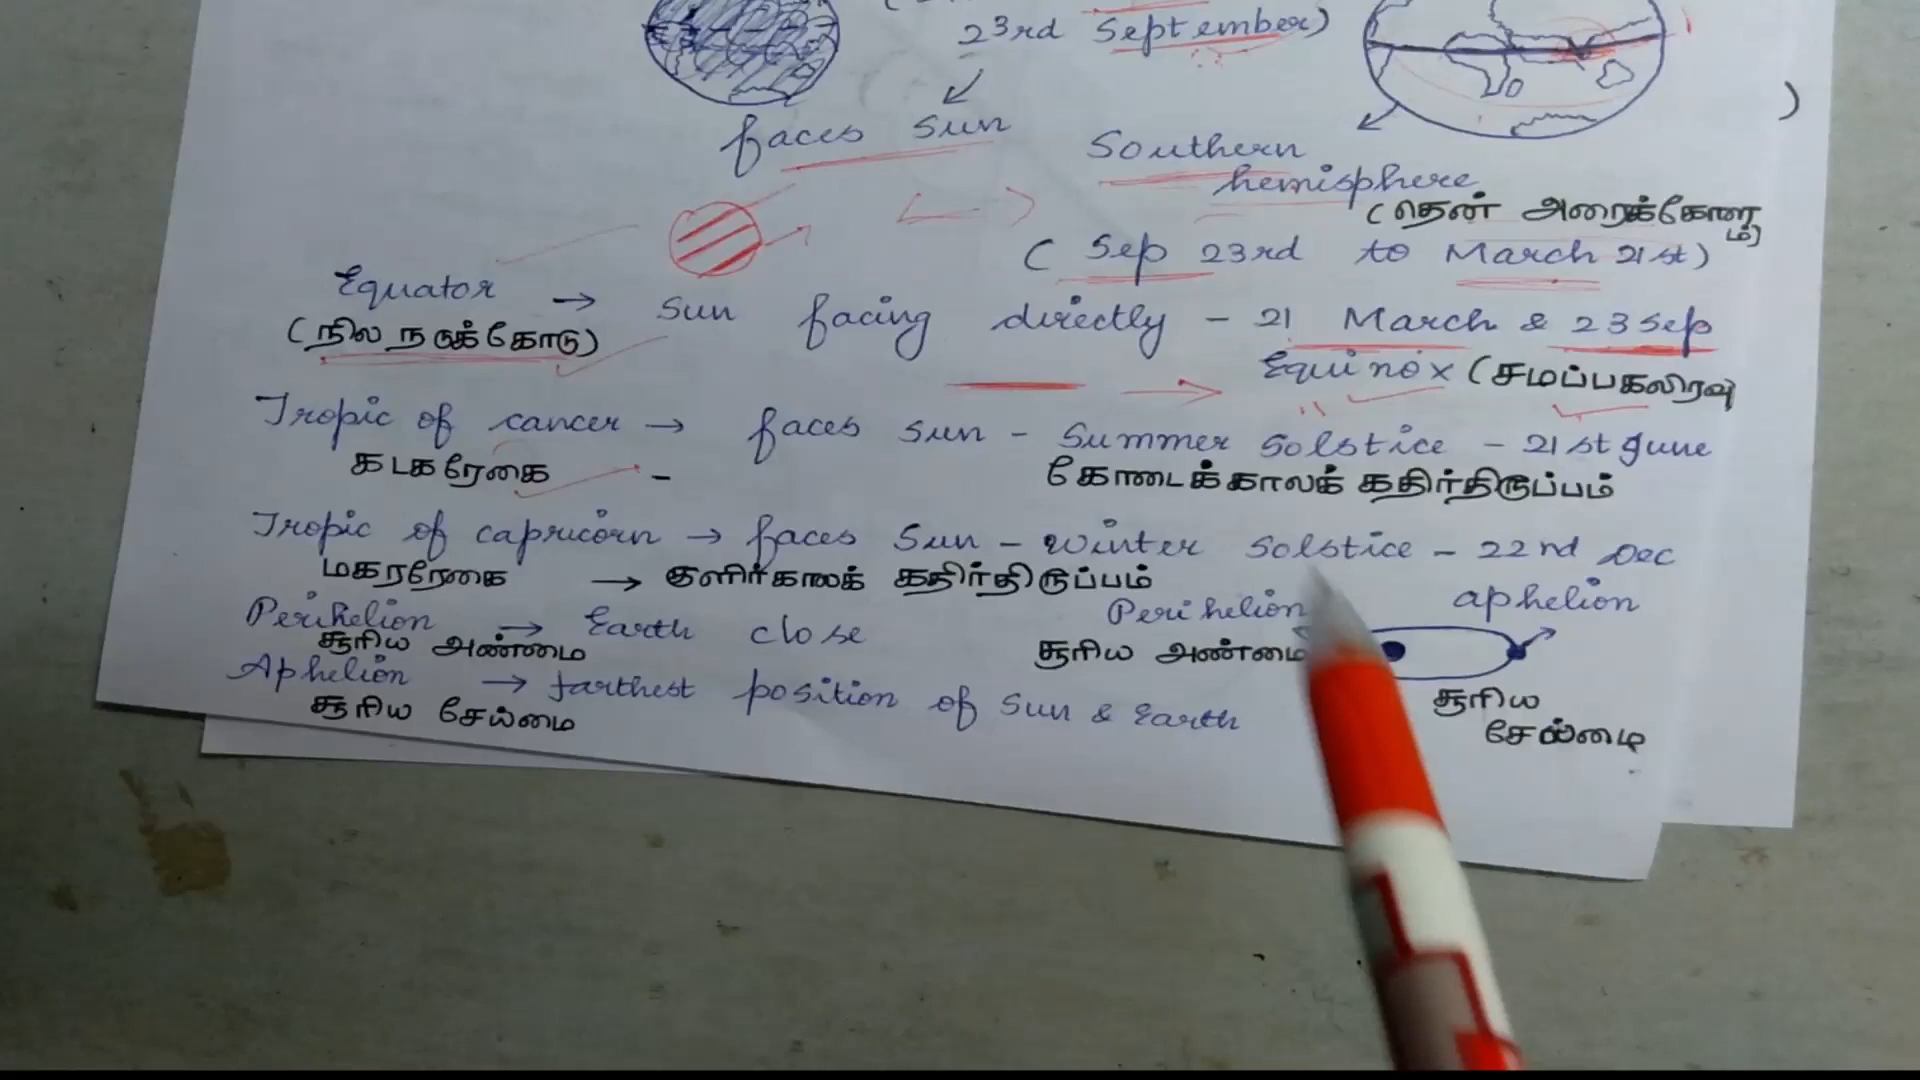 23rd September)
faces sun
Southern
hemisphere
(தென் அரைக்கோளம்)
( Sep 23rd to March 21st)
Equator → sun facing directly - 21 March & 23 Sep
(நில நடுக்கோடு)
Equinox (சமப்பகலிரவு
Tropic of cancer → faces sun - summer solstice - 21st June
கடகரேகை - கோடைக்காலக் கதிர்திருப்பம்
Tropic of capricorn → faces sun - winter solstice - 22nd Dec
மகரரேகை → குளிர்காலக் கதிர்திருப்பம்
Perihelion → Earth close
சூரிய அண்மை
Perihelion aphelion
சூரிய அண்மை
Aphelion → farthest position of sun & Earth
சூரிய சேய்மை
சூரிய
சேய்மை